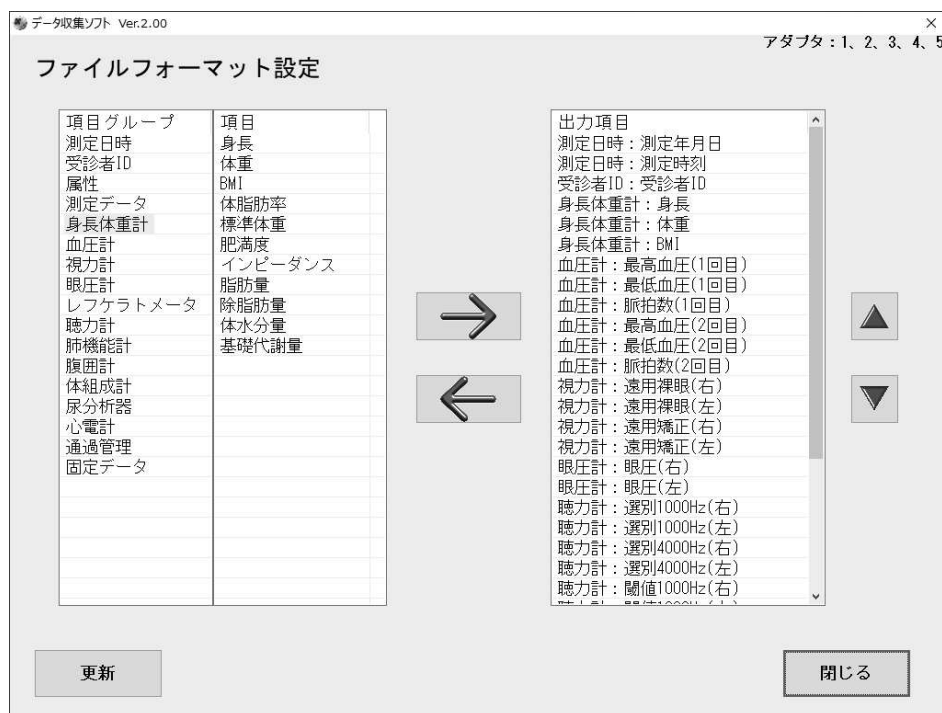 データ収集ソフト Ver.2.00
アダプタ：1、2、3、4、5
ファイルフォーマット設定
項目グループ
測定日時
受診者ID
属性
測定データ
身長体重計
血圧計
視力計
眼圧計
レフケラトメータ
聴力計
肺機能計
腹囲計
体組成計
尿分析器
心電計
通過管理
固定データ
項目
身長
体重
BMI
体脂肪率
標準体重
肥満度
インピーダンス
脂肪量
除脂肪量
体水分量
基礎代謝量
出力項目
測定日時：測定年月日
測定日時：測定時刻
受診者ID：受診者ID
身長体重計：身長
身長体重計：体重
身長体重計：BMI
血圧計：最高血圧(1回目)
血圧計：最低血圧(1回目)
血圧計：脈拍数(1回目)
血圧計：最高血圧(2回目)
血圧計：最低血圧(2回目)
血圧計：脈拍数(2回目)
視力計：遠用裸眼(右)
視力計：遠用裸眼(左)
視力計：遠用矯正(右)
視力計：遠用矯正(左)
眼圧計：眼圧(右)
眼圧計：眼圧(左)
聴力計：選別1000Hz(右)
聴力計：選別1000Hz(左)
聴力計：選別4000Hz(右)
聴力計：選別4000Hz(左)
聴力計：閾値1000Hz(右)
更新
閉じる